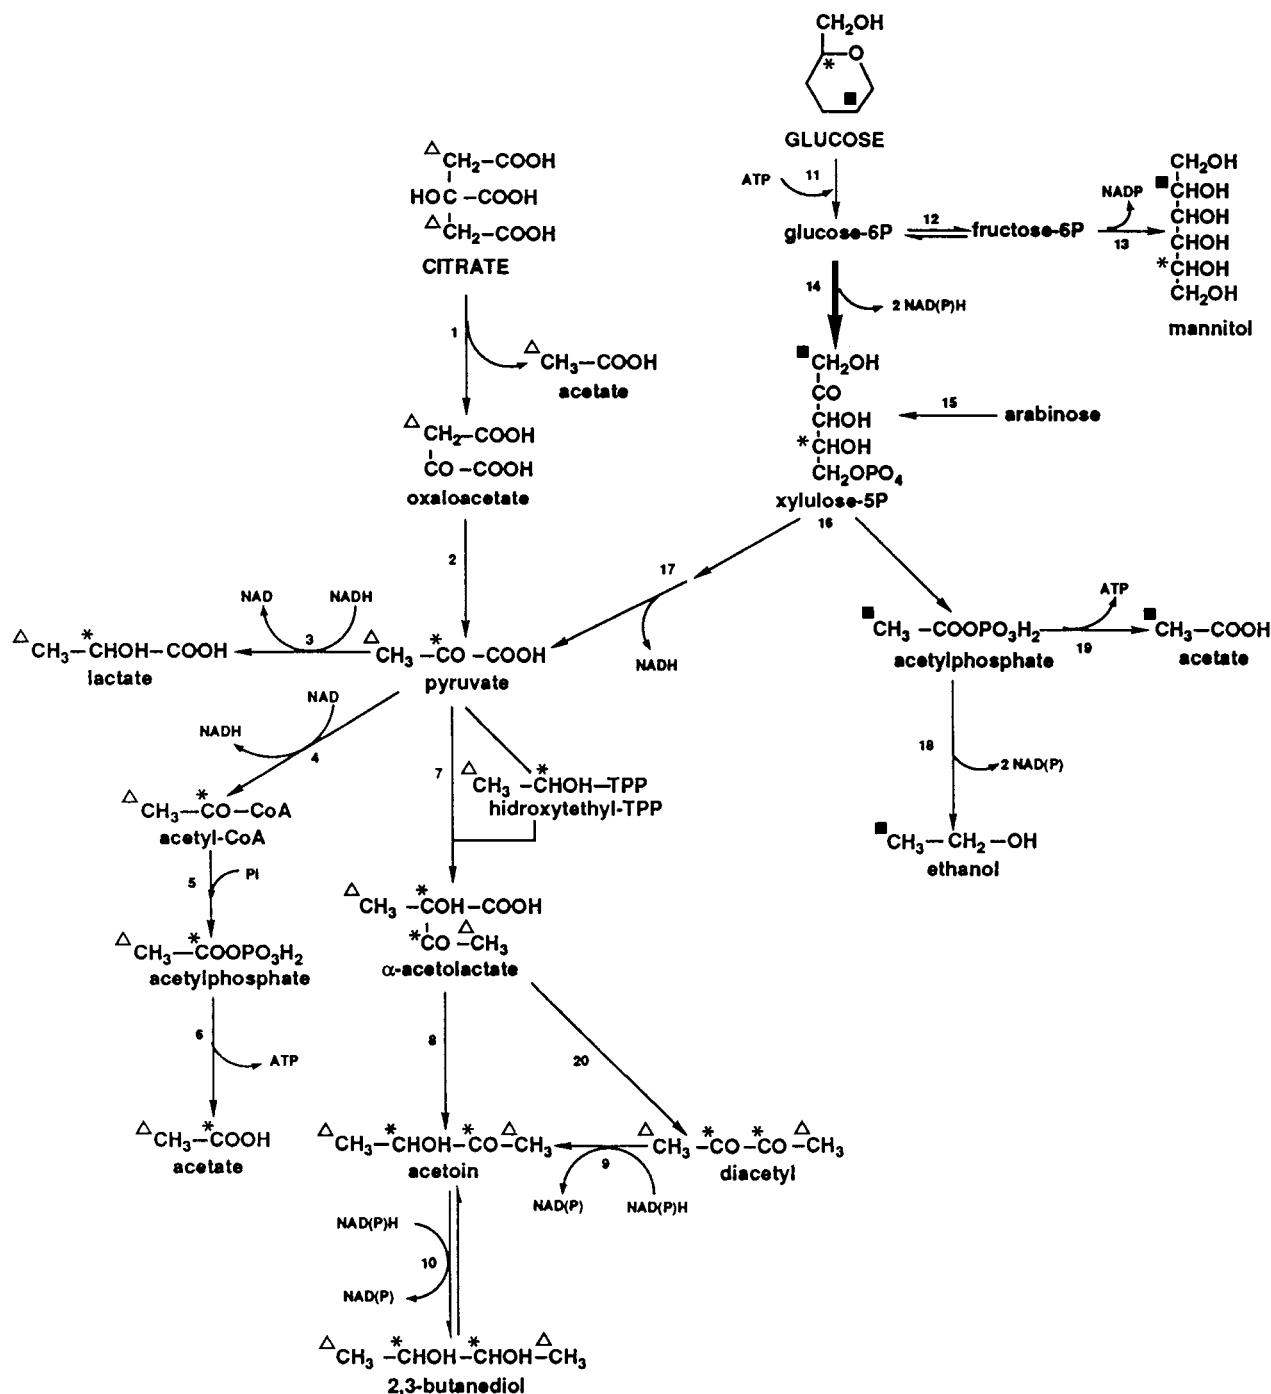 CH₂OH
O
*
■
GLUCOSE
ATP
11
glucose-6P
12
fructose-6P
NADP
13
CH₂OH
■CHOH
CHOH
CHOH
*CHOH
CH₂OH
mannitol
14
2 NAD(P)H
■CH₂OH
CO
CHOH
*CHOH
CH₂OPO₄
xylulose-5P
15
arabinose
△CH₂–COOH
HOC–COOH
△CH₂–COOH
CITRATE
1
△CH₃–COOH
acetate
△CH₂–COOH
CO–COOH
oxaloacetate
2
16
17
NADH
NAD
NADH
3
△CH₃–*CHOH–COOH
lactate
△CH₃–*CO–COOH
pyruvate
■CH₃–COOPO₃H₂
acetylphosphate
ATP
19
■CH₃–COOH
acetate
18
2 NAD(P)
■CH₃–CH₂–OH
ethanol
NAD
NADH
4
△CH₃–*CO–CoA
acetyl-CoA
5
PI
△CH₃–*COOPO₃H₂
acetylphosphate
6
ATP
△CH₃–*COOH
acetate
7
△CH₃–*CHOH–TPP
hidroxytethyl-TPP
△CH₃–*COH–COOH
*CO–△CH₃
α-acetolactate
8
20
△CH₃–*CHOH–*CO–△CH₃
acetoin
9
NAD(P)
NAD(P)H
△CH₃–*CO–*CO–△CH₃
diacetyl
NAD(P)H
10
NAD(P)
△CH₃–*CHOH–*CHOH–△CH₃
2,3-butanediol